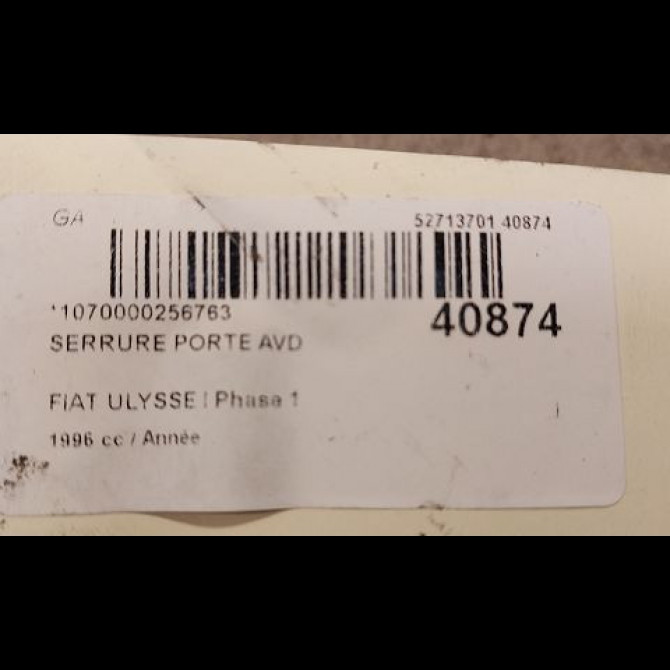 GA
52713701 40874
*1070000256763
40874
SERRURE PORTE AVD
FIAT ULYSSE I Phase 1
1996 cc / Année